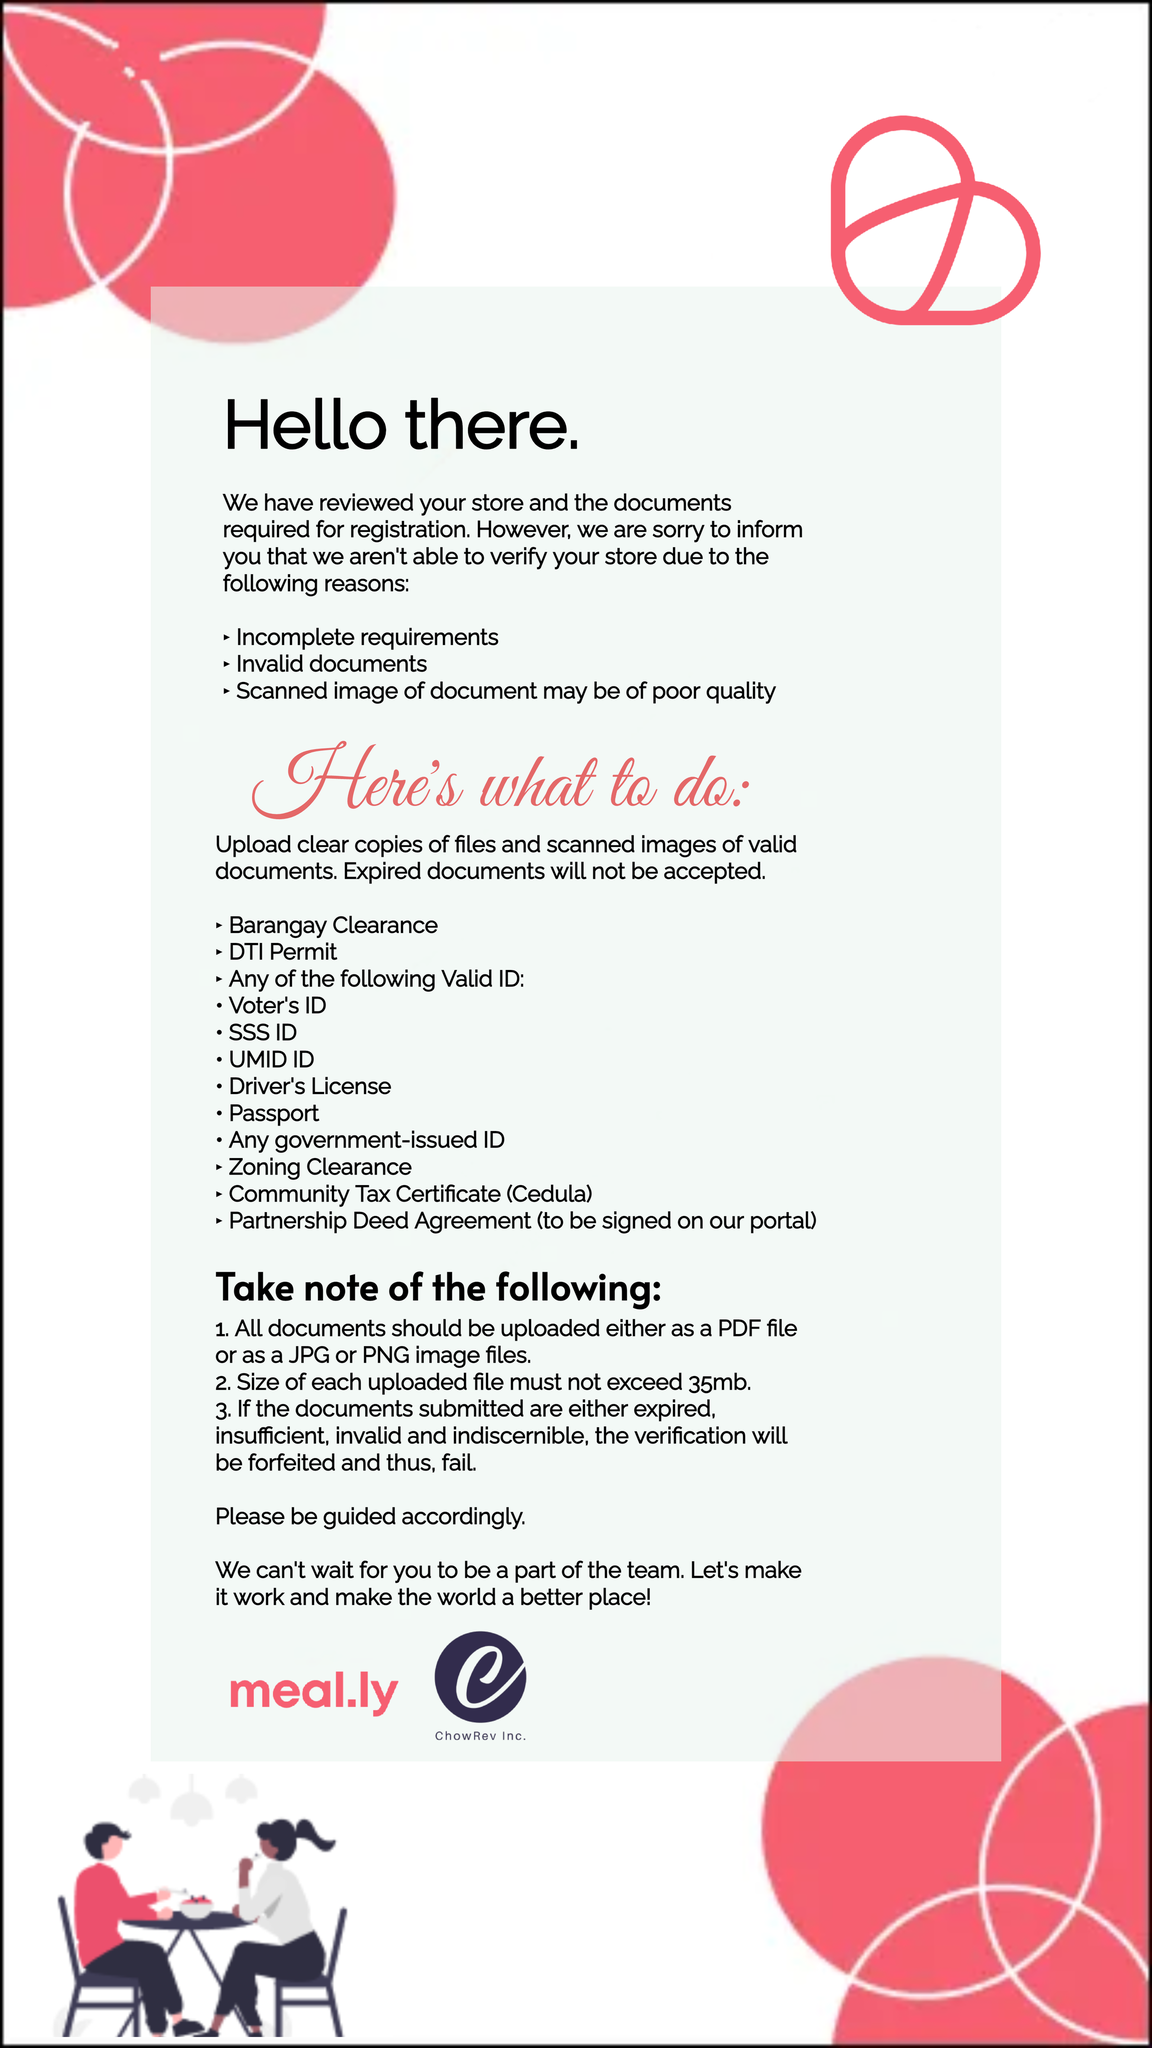 Hello there.
We have reviewed your store and the documents
required for registration. However, we are sorry to inform
you that we aren't able to verify your store due to the
following reasons:
‣ Incomplete requirements
‣ Invalid documents
‣ Scanned image of document may be of poor quality
Here's what to do:
Upload clear copies of files and scanned images of valid
documents. Expired documents will not be accepted.
‣ Barangay Clearance
‣ DTI Permit
‣ Any of the following Valid ID:
• Voter's ID
• SSS ID
• UMID ID
• Driver's License
• Passport
• Any government-issued ID
‣ Zoning Clearance
‣ Community Tax Certificate (Cedula)
‣ Partnership Deed Agreement (to be signed on our portal)
Take note of the following:
1. All documents should be uploaded either as a PDF file
or as a JPG or PNG image files.
2. Size of each uploaded file must not exceed 35mb.
3. If the documents submitted are either expired,
insufficient, invalid and indiscernible, the verification will
be forfeited and thus, fail.
Please be guided accordingly.
We can't wait for you to be a part of the team. Let's make
it work and make the world a better place!
meal.ly
C
ChowRev Inc.